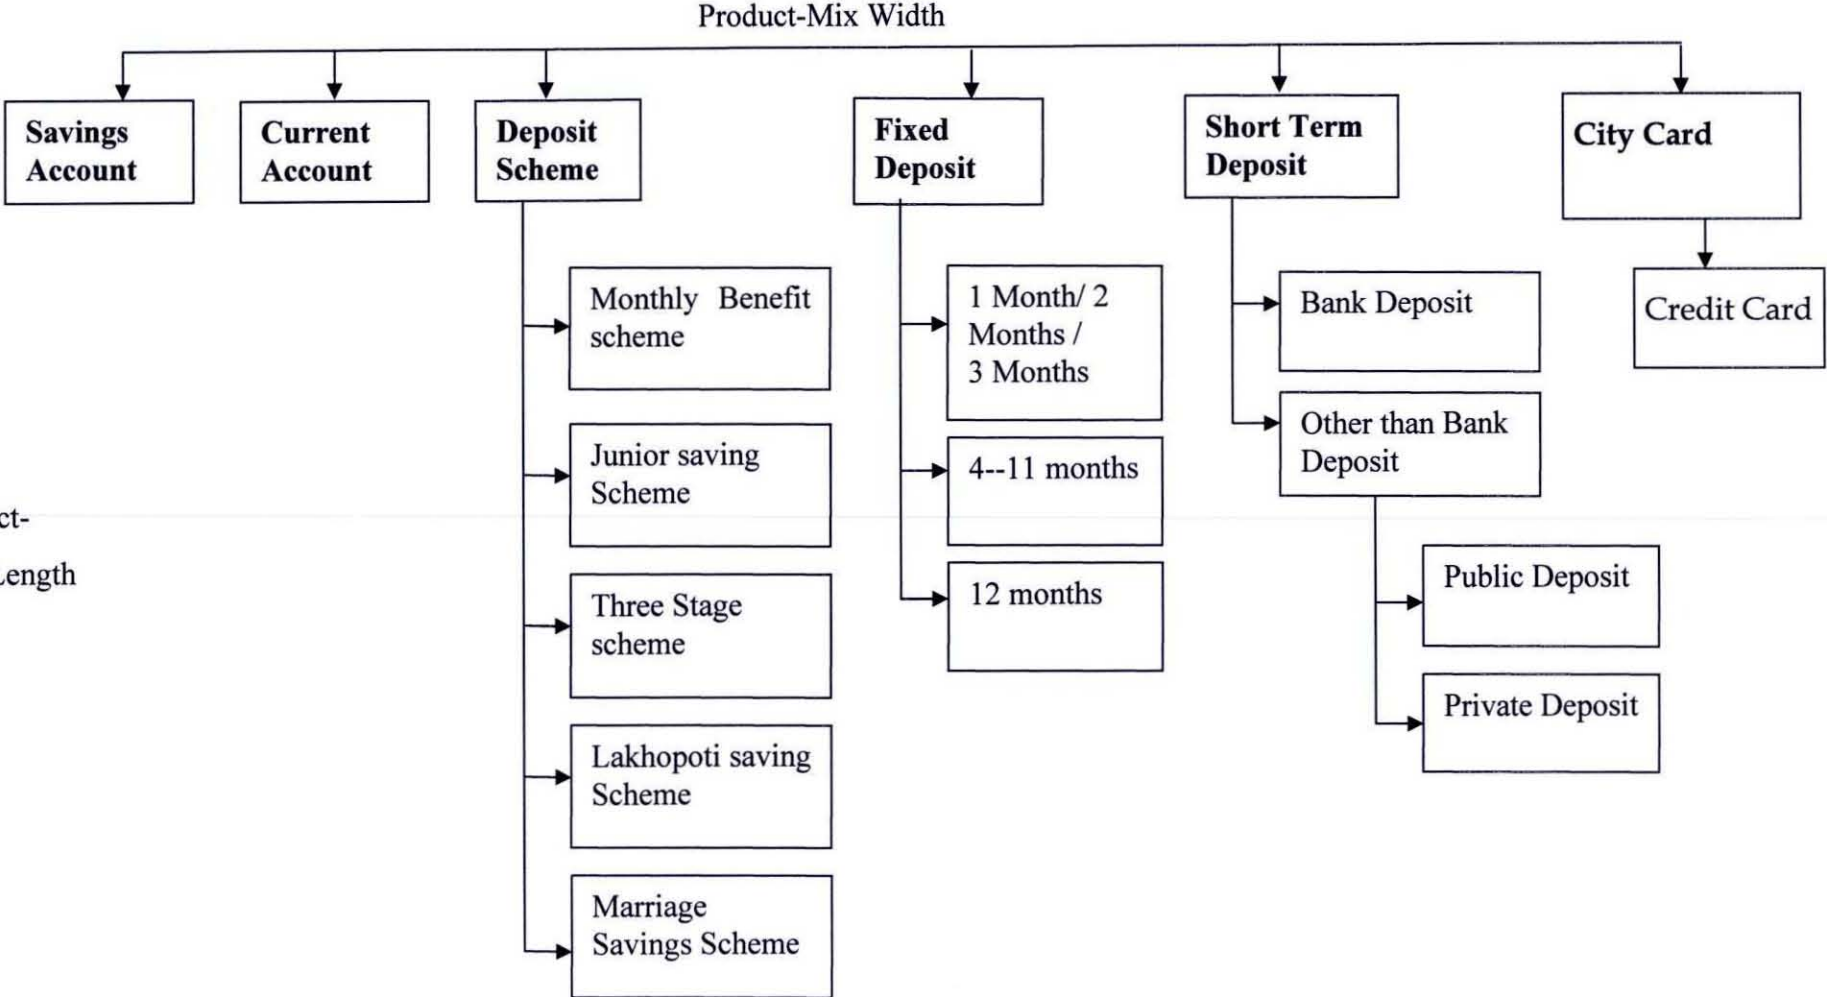 Product-Mix Width
Savings
Account
Current
Account
Deposit
Scheme
Fixed
Deposit
Short Term
Deposit
City Card
Monthly Benefit
scheme
Junior saving
Scheme
Three Stage
scheme
Lakhopoti saving
Scheme
Marriage
Savings Scheme
1 Month/ 2
Months /
3 Months
4--11 months
12 months
Bank Deposit
Other than Bank
Deposit
Public Deposit
Private Deposit
Credit Card
ct-
Length